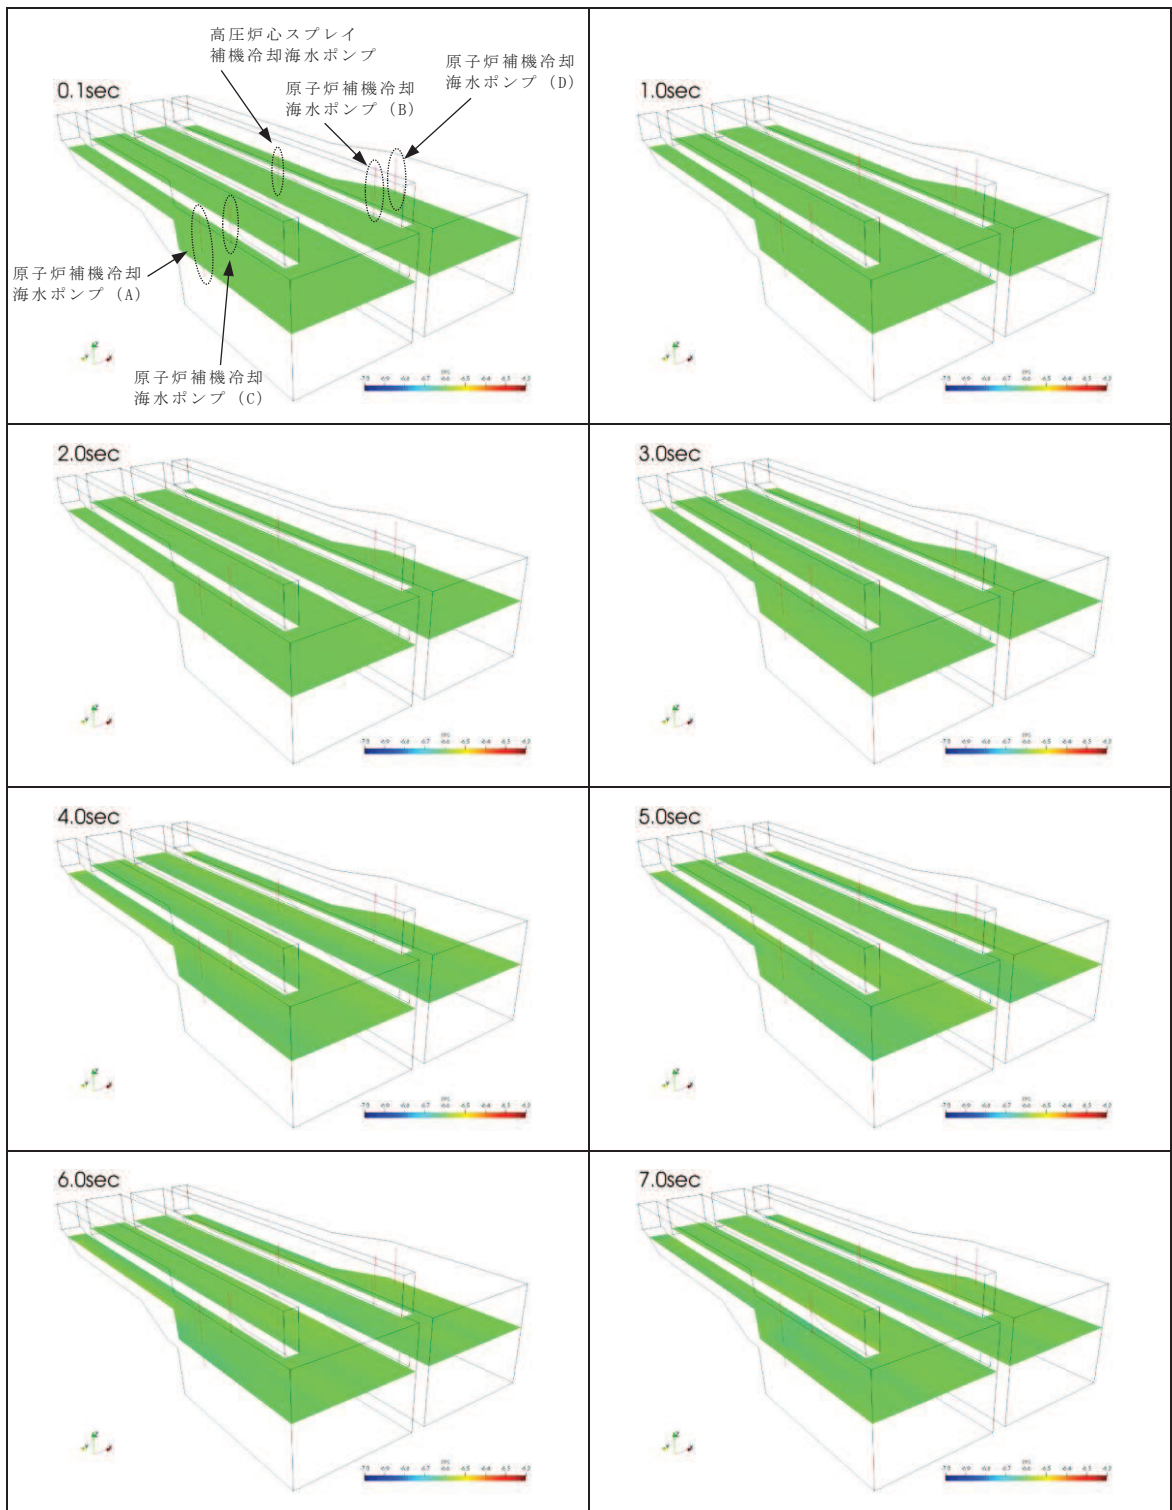 0.1sec
高圧炉心スプレイ
補機冷却海水ポンプ
原子炉補機冷却
海水ポンプ (B)
原子炉補機冷却
海水ポンプ (D)
原子炉補機冷却
海水ポンプ (A)
原子炉補機冷却
海水ポンプ (C)
1.0sec
2.0sec
3.0sec
4.0sec
5.0sec
6.0sec
7.0sec